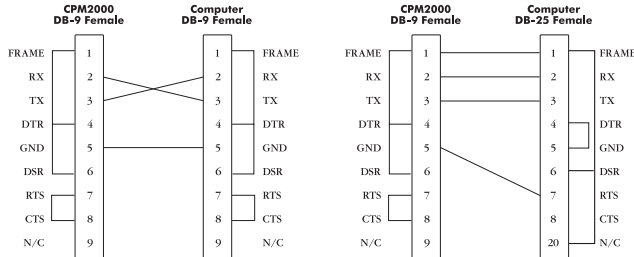 CPM2000 Computer CPM2000 Computer
DB-9 Female DB-9 Female DB-9 Female DB-25 Female
FRAME 1 1 FRAME FRAME 1 1 FRAME
RX 2 2 RX RX 2 2 RX
TX 3 3 TX TX 3 3 TX
DTR 4 4 DTR DTR 4 4 DTR
GND 5 5 GND GND 5 5 GND
DSR 6 6 DSR DSR 6 6 DSR
RTS 7 7 RTS RTS 7 7 RTS
CTS 8 8 CTS CTS 8 8 CTS
N/C 9 9 N/C N/C 9 20 N/C